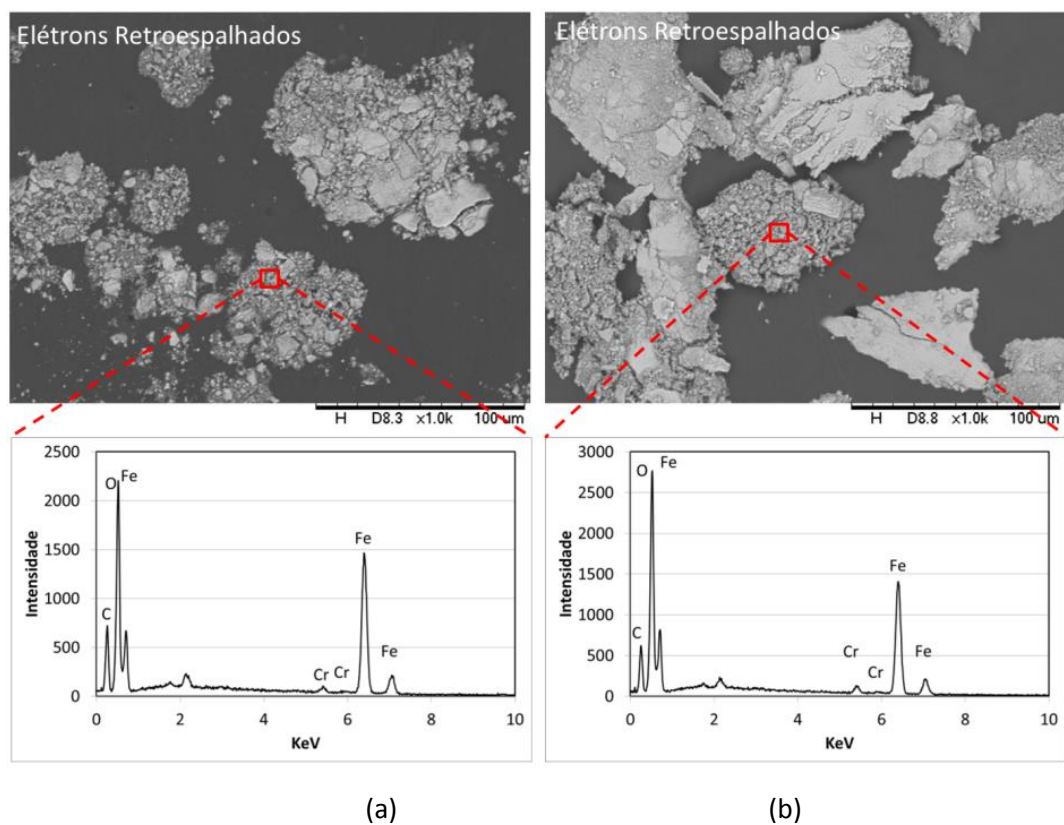 Elétrons Retroespalhados
H D8.3 x1.0k 100 um
2500
2000
1500
1000
500
0
Intensidade
O Fe
C
Cr Cr
Fe
Fe
0 2 4 6 8 10
KeV
(a)
Elétrons Retroespalhados
H D8.8 x1.0k 100 um
3000
2500
2000
1500
1000
500
0
Intensidade
O Fe
C
Cr Cr
Fe
Fe
0 2 4 6 8 10
KeV
(b)